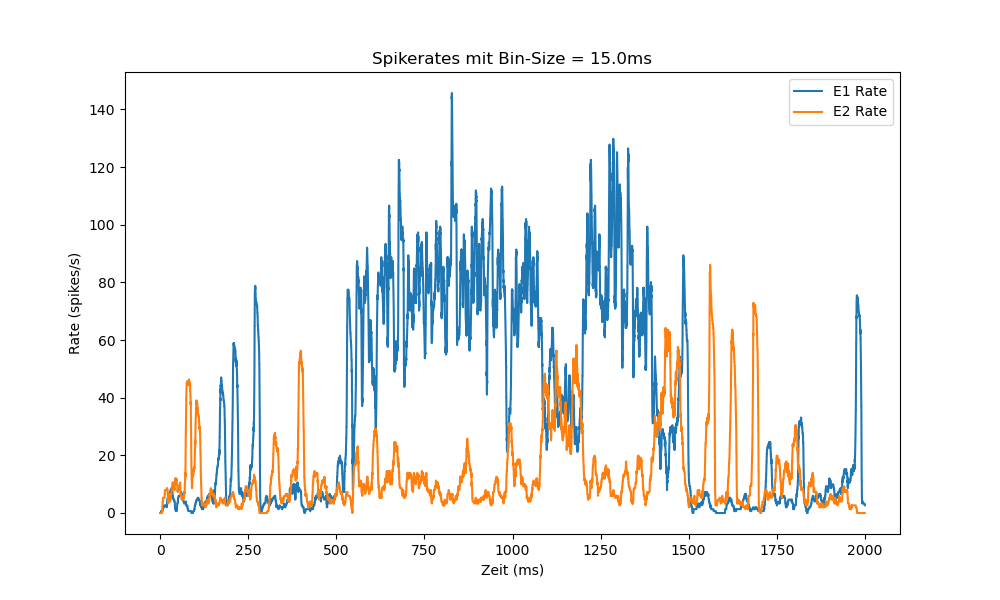 Spikerates mit Bin-Size = 15.0ms
E1 Rate
E2 Rate
Rate (spikes/s)
140
120
100
80
60
40
20
0
0 250 500 750 1000 1250 1500 1750 2000
Zeit (ms)